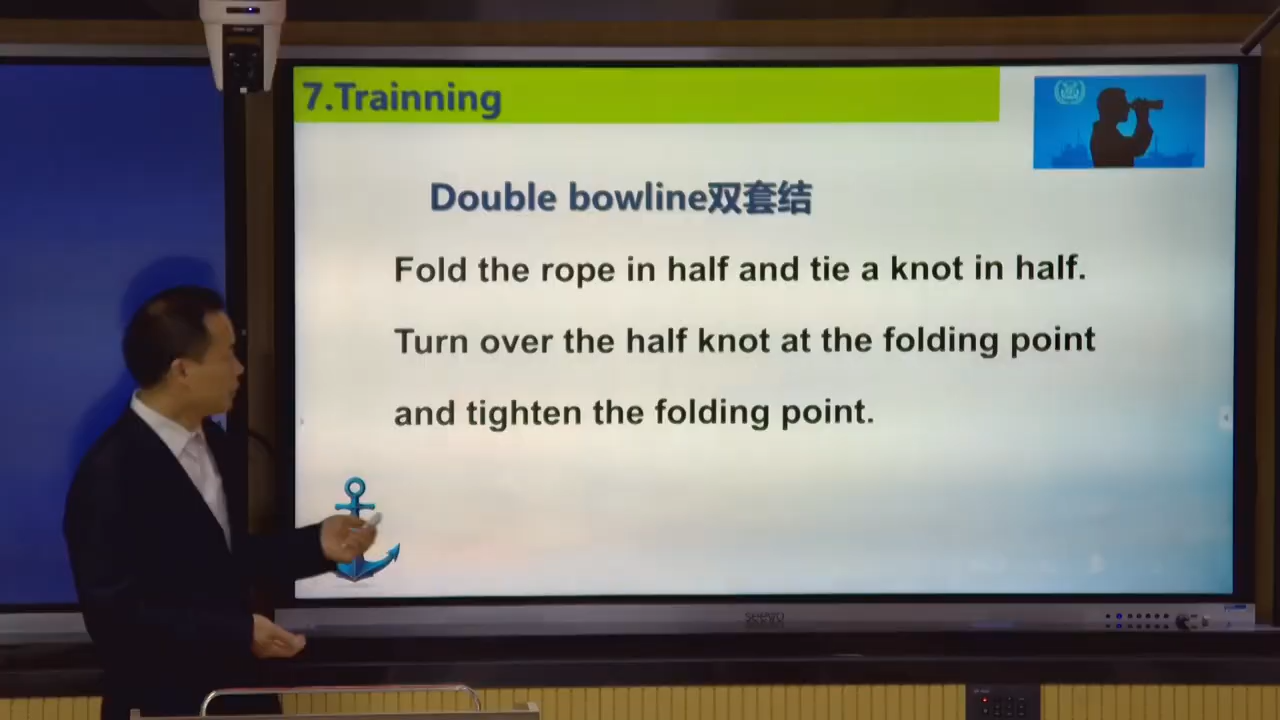 7.Trainning
Double bowline双套结
Fold the rope in half and tie a knot in half.
Turn over the half knot at the folding point
and tighten the folding point.